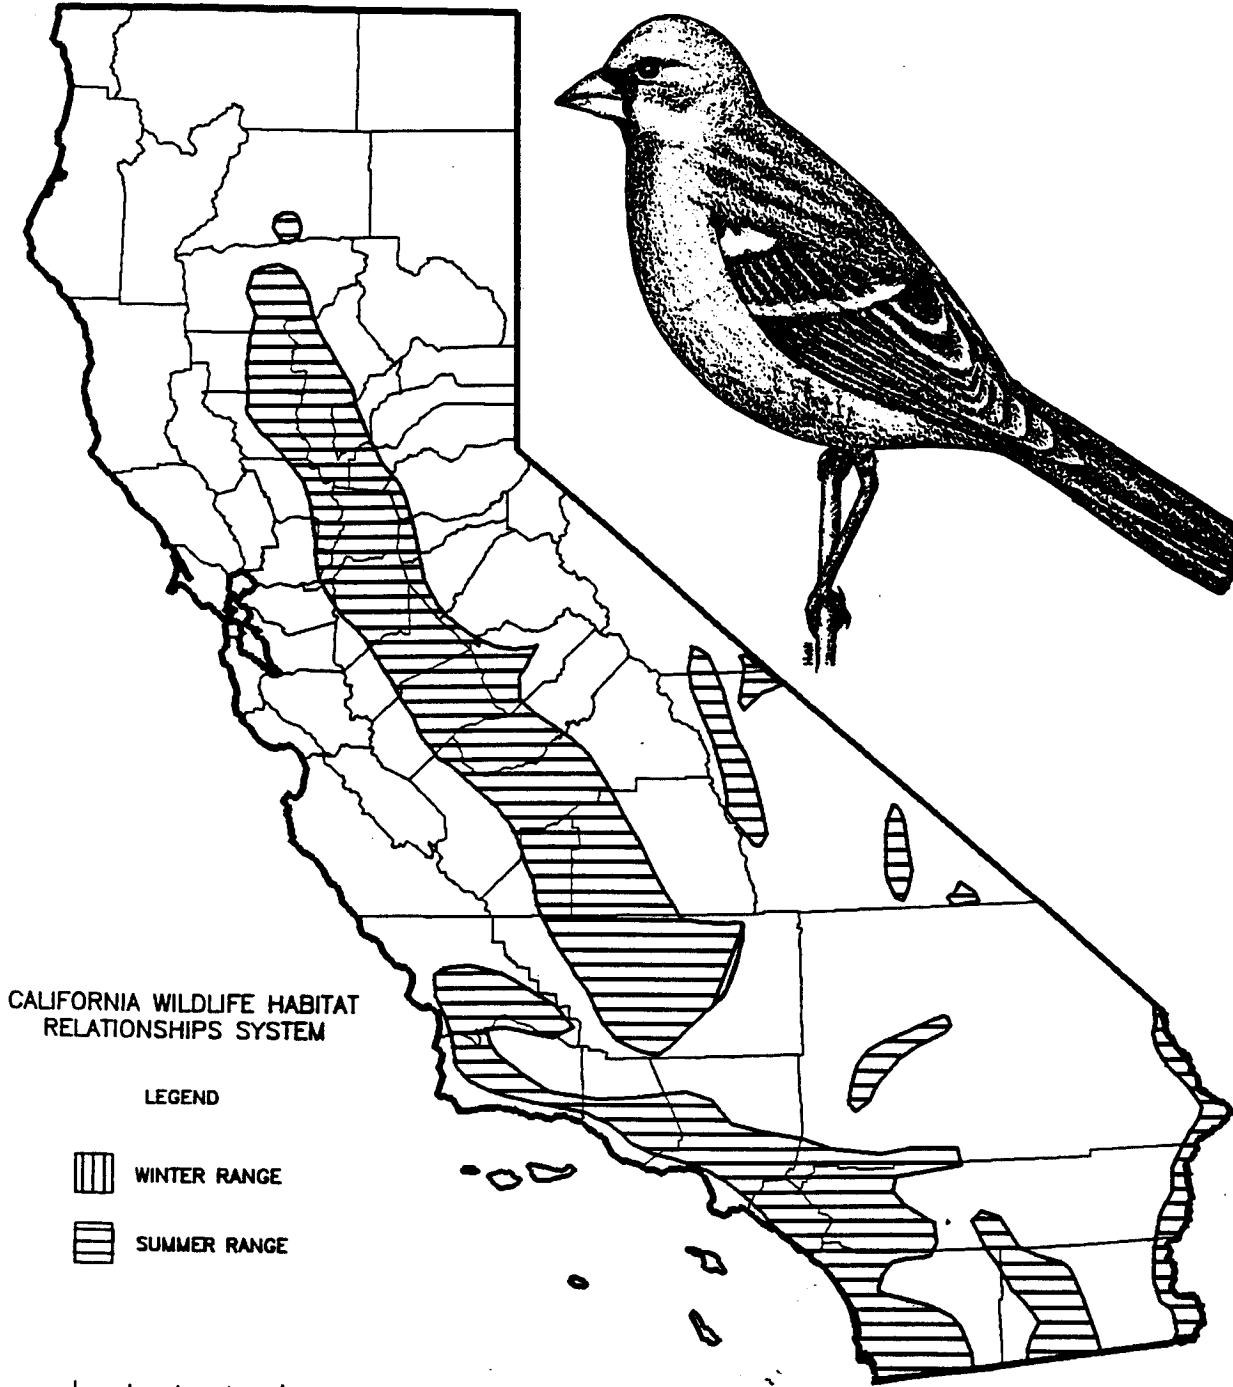 CALIFORNIA WILDLIFE HABITAT
RELATIONSHIPS SYSTEM
LEGEND
WINTER RANGE
SUMMER RANGE